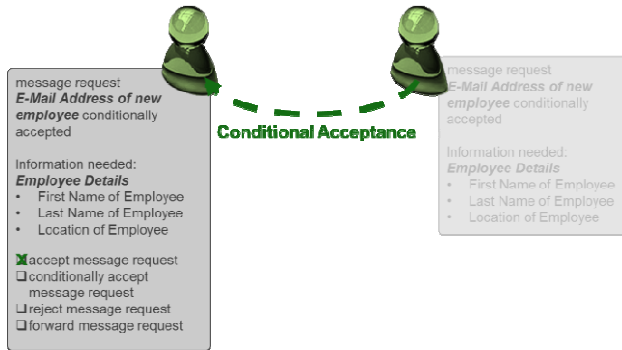 message request
E-Mail Address of new
employee conditionally
accepted
Information needed:
Employee Details
• First Name of Employee
• Last Name of Employee
• Location of Employee
accept message request
conditionally accept
message request
reject message request
forward message request
Conditional Acceptance
message request
E-Mail Address of new
employee conditionally
accepted
Information needed:
Employee Details
• First Name of Employee
• Last Name of Employee
• Location of Employee